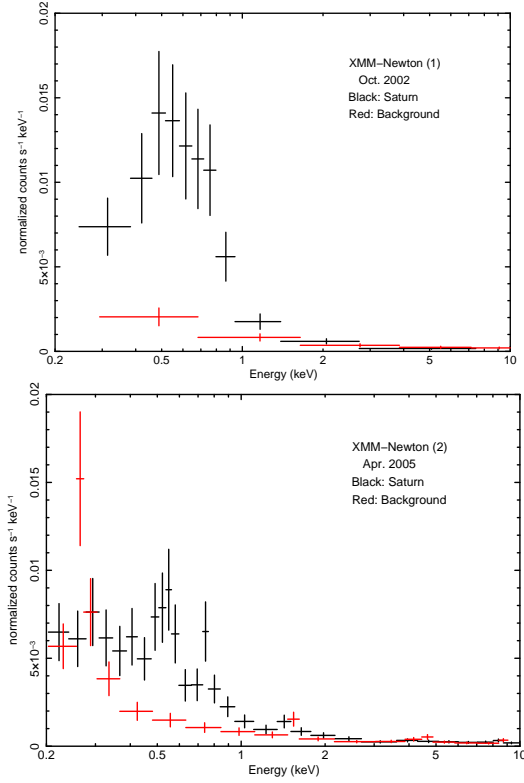 0.02
XMM−Newton (1)
Oct. 2002
Black: Saturn
Red: Background
0.015
0.01
5×10⁻³
0
normalized counts s⁻¹ keV⁻¹
0.2 0.5 1 2 5 10
Energy (keV)
0.02
XMM−Newton (2)
Apr. 2005
Black: Saturn
Red: Background
0.015
0.01
5×10⁻³
0
normalized counts s⁻¹ keV⁻¹
0.2 0.5 1 2 5 10
Energy (keV)